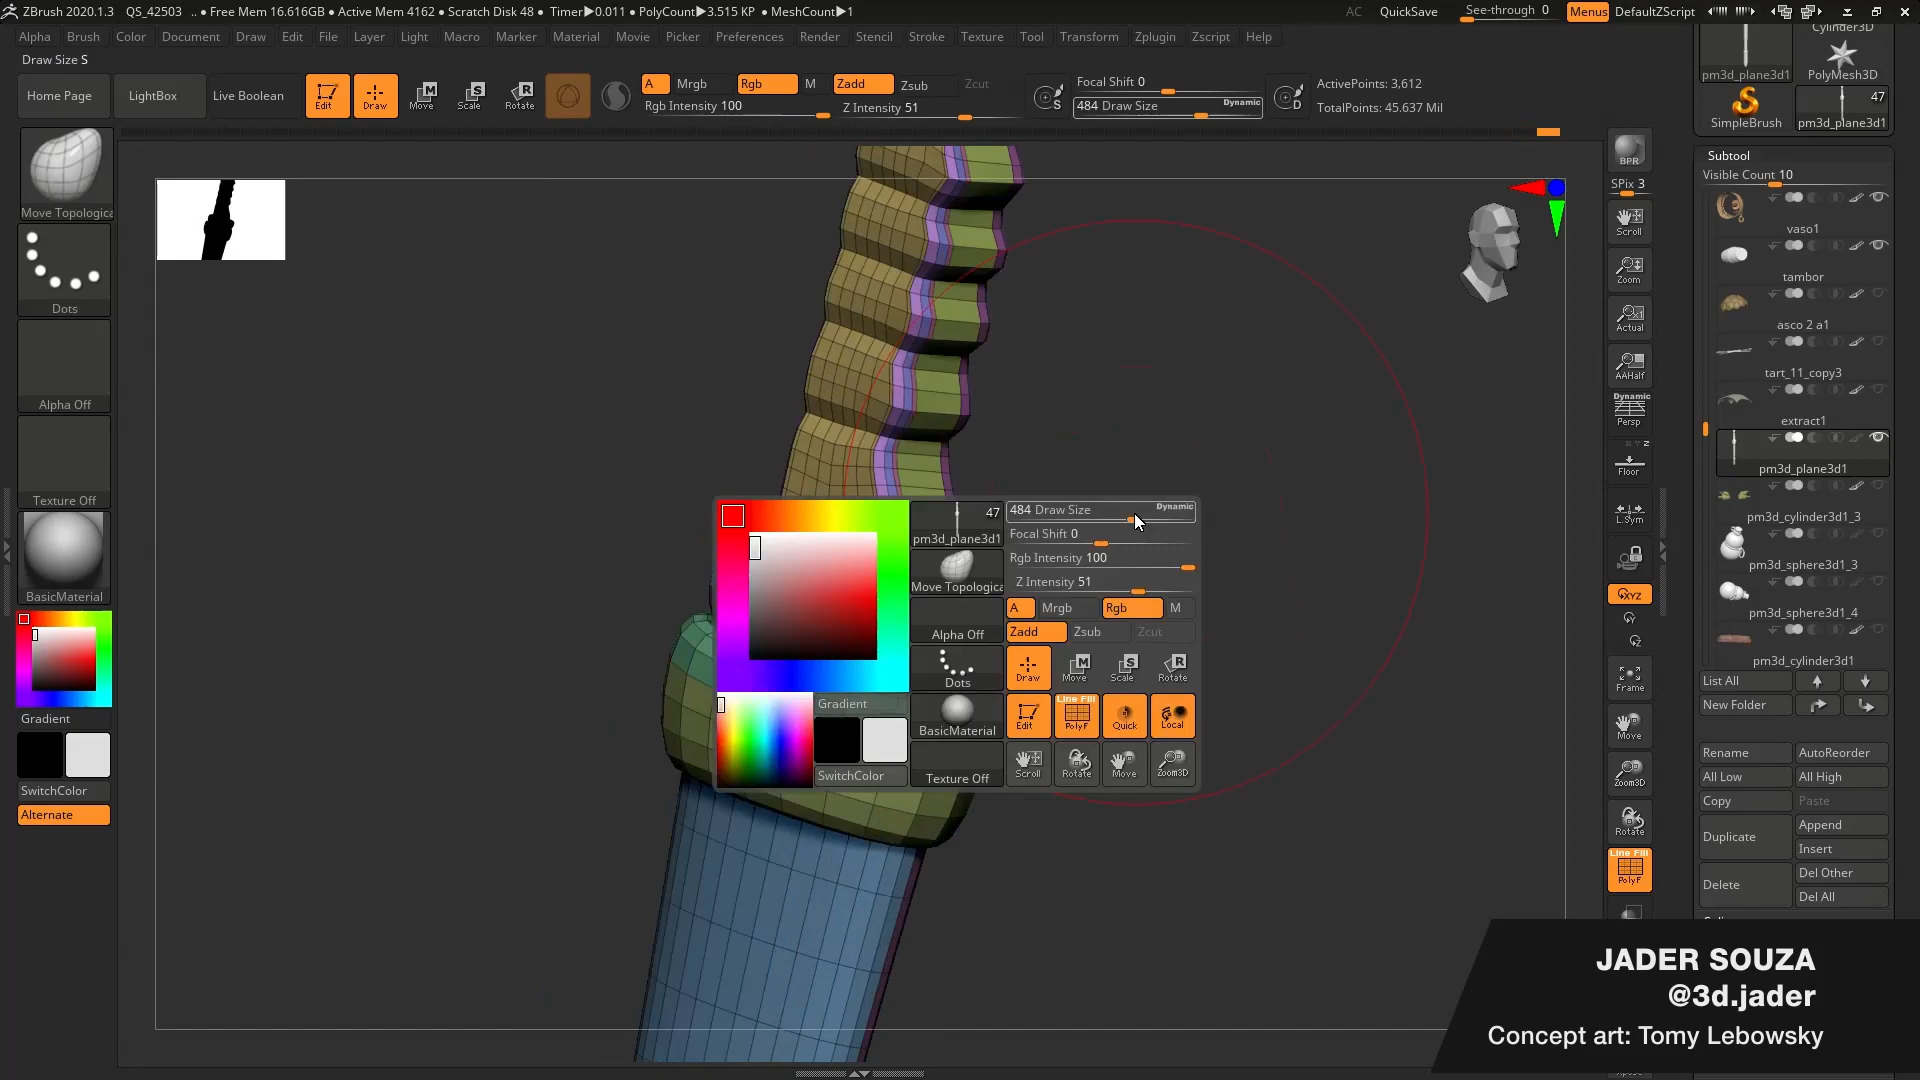 ZBrush 2020.1.3 QS_42503 .. • Free Mem 16.616GB • Active Mem 4162 • Scratch Disk 48 • Timer▶0.011 • PolyCount▶3.515 KP • MeshCount▶1 AC QuickSave See-through 0 Menus DefaultZScript
Alpha Brush Color Document Draw Edit File Layer Light Macro Marker Material Movie Picker Preferences Render Stencil Stroke Texture Tool Transform Zplugin Zscript Help
Draw Size S
Home Page LightBox Live Boolean Edit Draw Move Scale Rotate
A Mrgb Rgb M Zadd Zsub Zcut
Rgb Intensity 100 Z Intensity 51
Focal Shift 0
484 Draw Size Dynamic
ActivePoints: 3,612
TotalPoints: 45.637 Mil
Cylinder3D
pm3d_plane3d1 PolyMesh3D
47
SimpleBrush pm3d_plane3d1
Move Topologica
Dots
Alpha Off
Texture Off
BasicMaterial
Gradient
SwitchColor
Alternate
47
pm3d_plane3d1
Move Topologica
Alpha Off
Dots
BasicMaterial
Texture Off
Gradient
SwitchColor
484 Draw Size Dynamic
Focal Shift 0
Rgb Intensity 100
Z Intensity 51
A Mrgb Rgb M
Zadd Zsub Zcut
Draw Move Scale Rotate
Line Fill
Edit PolyF Quick Local
Scroll Rotate Move Zoom3D
BPR
SPix 3
Scroll
Zoom
Actual
AAHalf
Dynamic
Persp
Floor
L.Sym
XYZ
Frame
Move
Zoom3D
Rotate
Line Fill
PolyF
Subtool
Visible Count 10
vaso1
tambor
asco 2 a1
tart_11_copy3
extract1
pm3d_plane3d1
pm3d_cylinder3d1_3
pm3d_sphere3d1_3
pm3d_sphere3d1_4
pm3d_cylinder3d1
List All
New Folder
Rename AutoReorder
All Low All High
Copy Paste
Duplicate Append
Insert
Delete Del Other
Del All
JADER SOUZA
@3d.jader
Concept art: Tomy Lebowsky